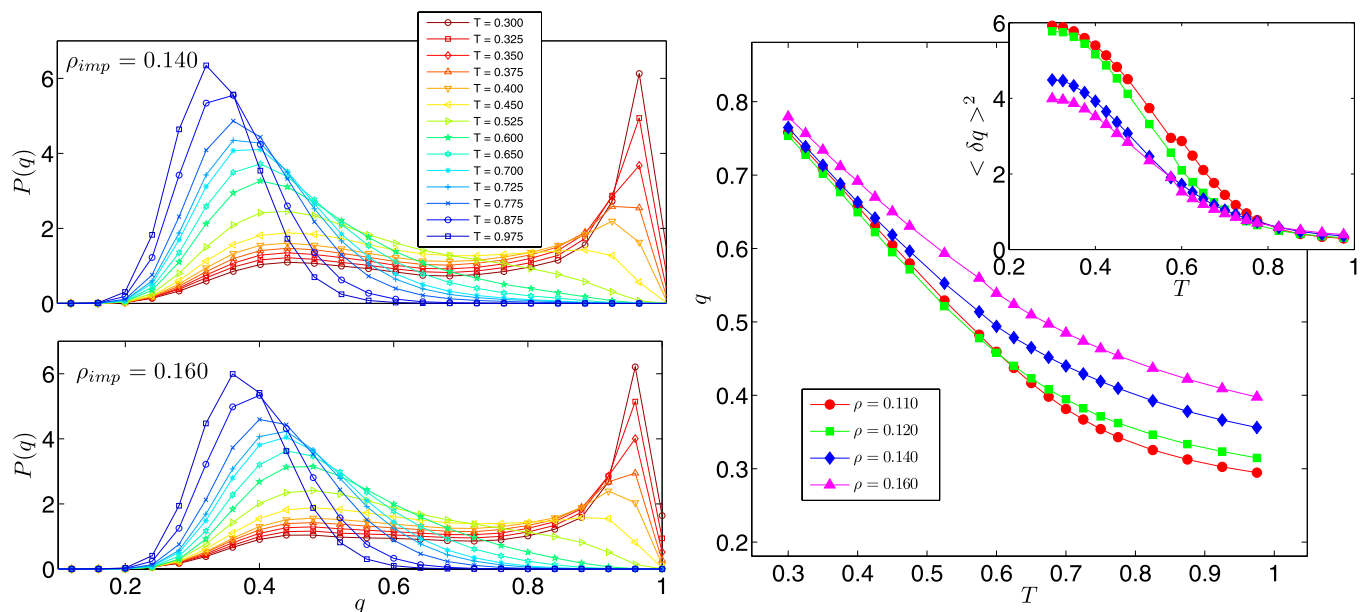 ρ_imp = 0.140
P(q)
6
4
2
0
T = 0.300
T = 0.325
T = 0.350
T = 0.375
T = 0.400
T = 0.450
T = 0.525
T = 0.600
T = 0.650
T = 0.700
T = 0.725
T = 0.775
T = 0.875
T = 0.975
ρ_imp = 0.160
P(q)
6
4
2
0
0.2 0.4 0.6 0.8 1
q
q
0.8
0.7
0.6
0.5
0.4
0.3
0.2
0.3 0.4 0.5 0.6 0.7 0.8 0.9 1
T
ρ = 0.110
ρ = 0.120
ρ = 0.140
ρ = 0.160
< δq >²
6
4
2
0
0.2 0.4 0.6 0.8 1
T